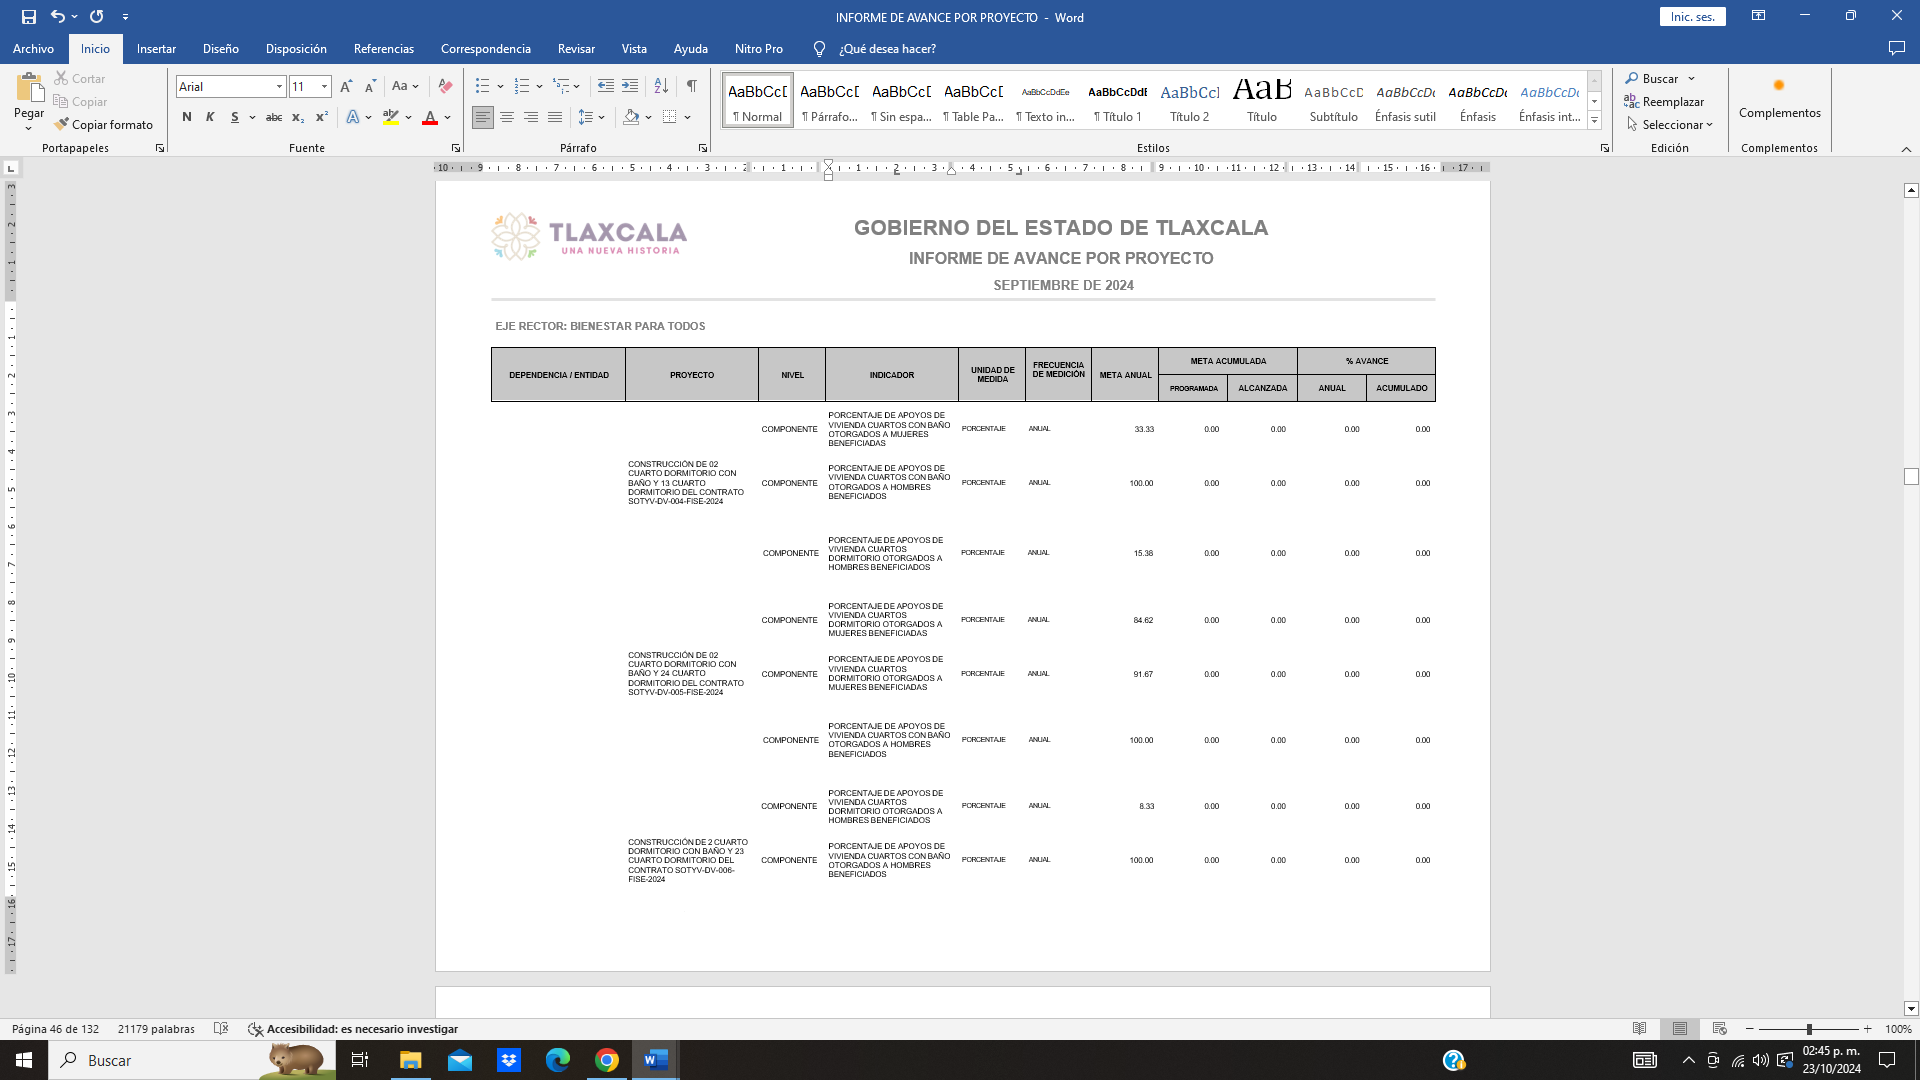 INFORME DE AVANCE POR PROYECTO - Word
Inic. ses.
Archivo Inicio Insertar Diseño Disposición Referencias Correspondencia Revisar Vista Ayuda Nitro Pro ¿Qué desea hacer?
Pegar
Cortar
Copiar
Copiar formato
Portapapeles
Arial 11
Fuente
Párrafo
AaBbCcD AaBbCcD AaBbCcD AaBbCcD AaBbCcDdEe AaBbCcDdE AaBbCcI AaB AaBbCcD AaBbCcDc AaBbCcDc AaBbCcDc
¶ Normal ¶ Párrafo... ¶ Sin espa... ¶ Table Pa... ¶ Texto in... ¶ Título 1 Título 2 Título Subtítulo Énfasis sutil Énfasis Énfasis int...
Estilos
Buscar
Reemplazar
Seleccionar
Edición
Complementos
Complementos
TLAXCALA
UNA NUEVA HISTORIA
GOBIERNO DEL ESTADO DE TLAXCALA
INFORME DE AVANCE POR PROYECTO
SEPTIEMBRE DE 2024
EJE RECTOR: BIENESTAR PARA TODOS
DEPENDENCIA / ENTIDAD
PROYECTO
NIVEL
INDICADOR
UNIDAD DE
MEDIDA
FRECUENCIA
DE MEDICIÓN
META ANUAL
META ACUMULADA
PROGRAMADA ALCANZADA
% AVANCE
ANUAL ACUMULADO
COMPONENTE
PORCENTAJE DE APOYOS DE
VIVIENDA CUARTOS CON BAÑO
OTORGADOS A MUJERES
BENEFICIADAS
PORCENTAJE ANUAL 33.33 0.00 0.00 0.00 0.00
CONSTRUCCIÓN DE 02
CUARTO DORMITORIO CON
BAÑO Y 13 CUARTO
DORMITORIO DEL CONTRATO
SOTYV-DV-004-FISE-2024
COMPONENTE
PORCENTAJE DE APOYOS DE
VIVIENDA CUARTOS CON BAÑO
OTORGADOS A HOMBRES
BENEFICIADOS
PORCENTAJE ANUAL 100.00 0.00 0.00 0.00 0.00
COMPONENTE
PORCENTAJE DE APOYOS DE
VIVIENDA CUARTOS
DORMITORIO OTORGADOS A
HOMBRES BENEFICIADOS
PORCENTAJE ANUAL 15.38 0.00 0.00 0.00 0.00
COMPONENTE
PORCENTAJE DE APOYOS DE
VIVIENDA CUARTOS
DORMITORIO OTORGADOS A
MUJERES BENEFICIADAS
PORCENTAJE ANUAL 84.62 0.00 0.00 0.00 0.00
CONSTRUCCIÓN DE 02
CUARTO DORMITORIO CON
BAÑO Y 24 CUARTO
DORMITORIO DEL CONTRATO
SOTYV-DV-005-FISE-2024
COMPONENTE
PORCENTAJE DE APOYOS DE
VIVIENDA CUARTOS
DORMITORIO OTORGADOS A
MUJERES BENEFICIADAS
PORCENTAJE ANUAL 91.67 0.00 0.00 0.00 0.00
COMPONENTE
PORCENTAJE DE APOYOS DE
VIVIENDA CUARTOS CON BAÑO
OTORGADOS A HOMBRES
BENEFICIADOS
PORCENTAJE ANUAL 100.00 0.00 0.00 0.00 0.00
COMPONENTE
PORCENTAJE DE APOYOS DE
VIVIENDA CUARTOS
DORMITORIO OTORGADOS A
HOMBRES BENEFICIADOS
PORCENTAJE ANUAL 8.33 0.00 0.00 0.00 0.00
CONSTRUCCIÓN DE 2 CUARTO
DORMITORIO CON BAÑO Y 23
CUARTO DORMITORIO DEL
CONTRATO SOTYV-DV-006-
FISE-2024
COMPONENTE
PORCENTAJE DE APOYOS DE
VIVIENDA CUARTOS CON BAÑO
OTORGADOS A HOMBRES
BENEFICIADOS
PORCENTAJE ANUAL 100.00 0.00 0.00 0.00 0.00
Página 46 de 132 21179 palabras Accesibilidad: es necesario investigar 100%
Buscar
02:45 p. m.
23/10/2024